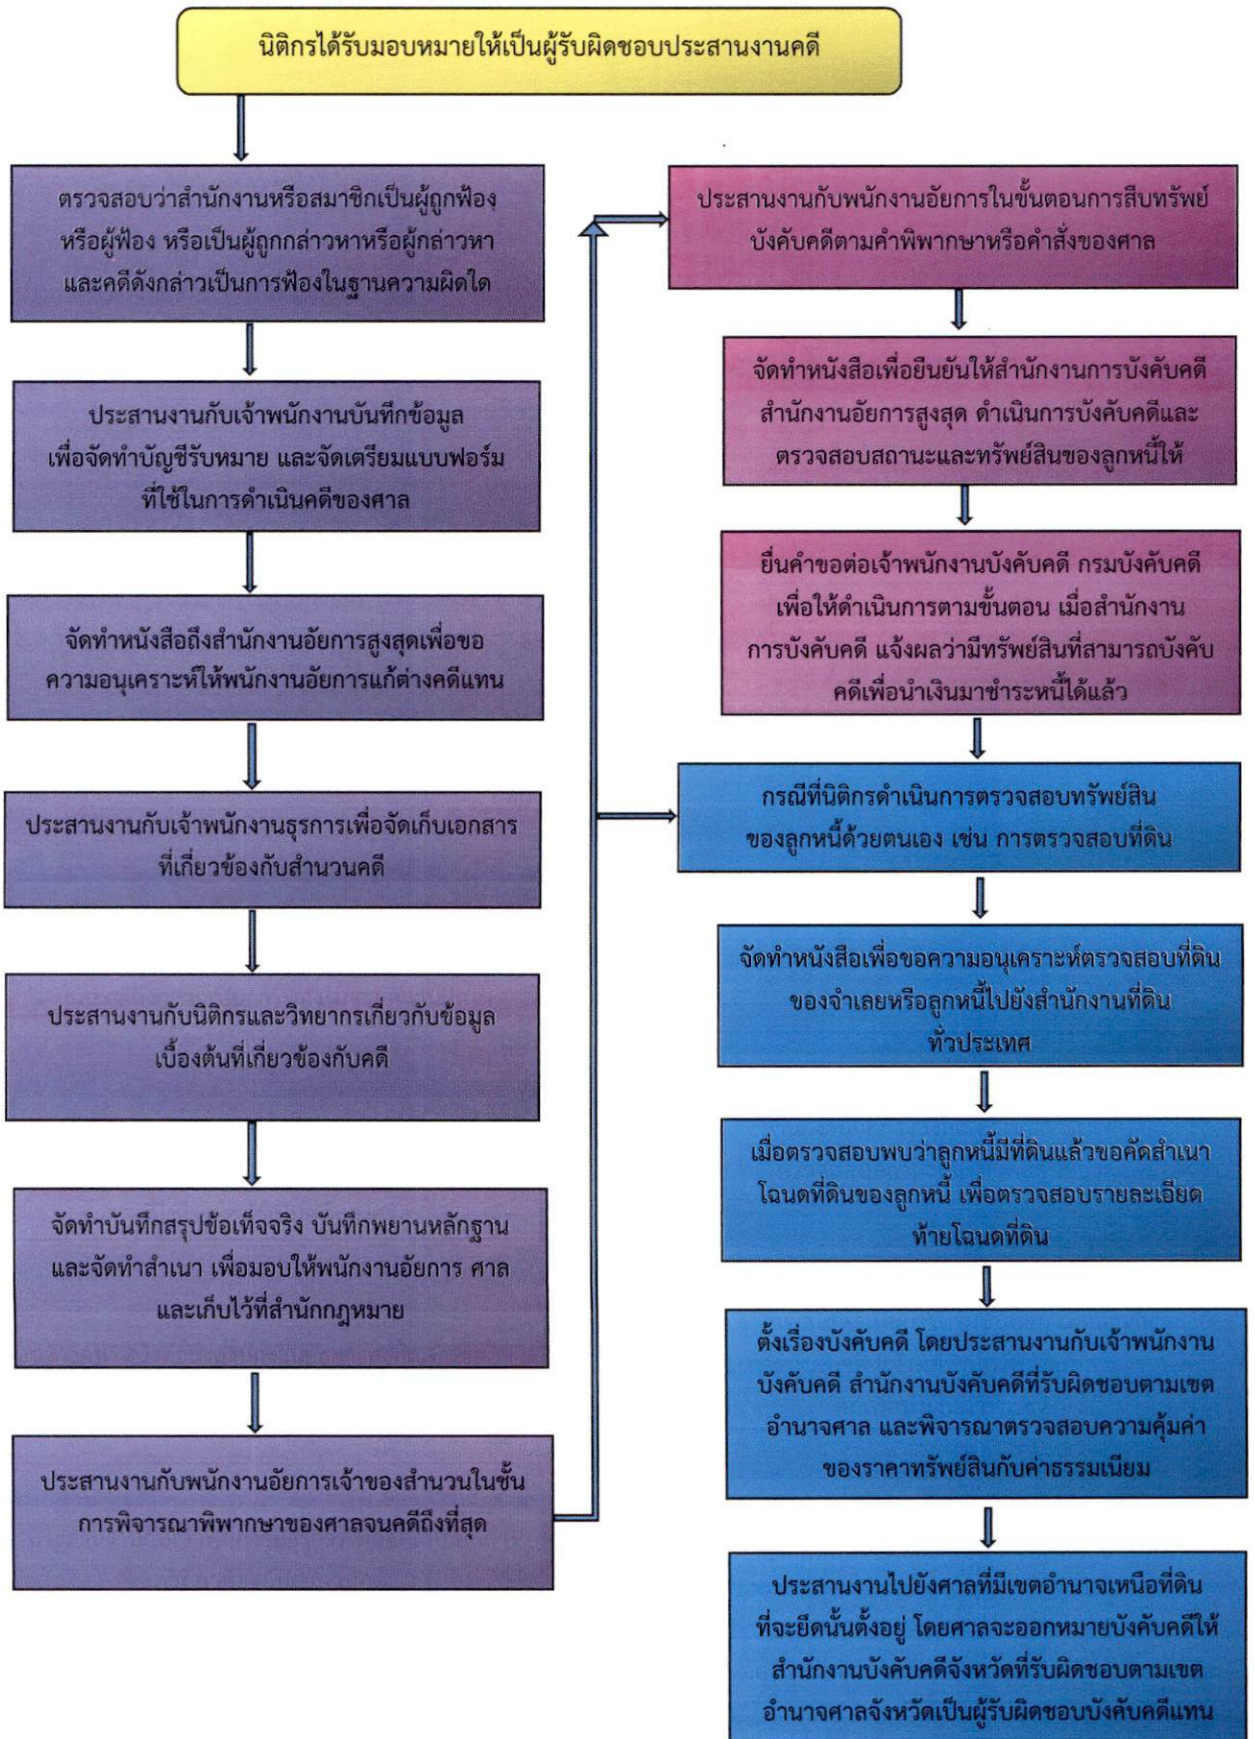 นิติกรได้รับมอบหมายให้เป็นผู้รับผิดชอบประสานงานคดี
ตรวจสอบว่าสำนักงานหรือสมาชิกเป็นผู้ถูกฟ้อง
หรือผู้ฟ้อง หรือเป็นผู้ถูกกล่าวหาหรือผู้กล่าวหา
และคดีดังกล่าวเป็นการฟ้องในฐานความผิดใด
ประสานงานกับเจ้าพนักงานบันทึกข้อมูล
เพื่อจัดทำบัญชีรับหมาย และจัดเตรียมแบบฟอร์ม
ที่ใช้ในการดำเนินคดีของศาล
จัดทำหนังสือถึงสำนักงานอัยการสูงสุดเพื่อขอ
ความอนุเคราะห์ให้พนักงานอัยการแก้ต่างคดีแทน
ประสานงานกับเจ้าพนักงานธุรการเพื่อจัดเก็บเอกสาร
ที่เกี่ยวข้องกับสำนวนคดี
ประสานงานกับนิติกรและวิทยากรเกี่ยวกับข้อมูล
เบื้องต้นที่เกี่ยวข้องกับคดี
จัดทำบันทึกสรุปข้อเท็จจริง บันทึกพยานหลักฐาน
และจัดทำสำเนา เพื่อมอบให้พนักงานอัยการ ศาล
และเก็บไว้ที่สำนักกฎหมาย
ประสานงานกับพนักงานอัยการเจ้าของสำนวนในชั้น
การพิจารณาพิพากษาของศาลจนคดีถึงที่สุด
ประสานงานกับพนักงานอัยการในขั้นตอนการสืบทรัพย์
บังคับคดีตามคำพิพากษาหรือคำสั่งของศาล
จัดทำหนังสือเพื่อยืนยันให้สำนักงานการบังคับคดี
สำนักงานอัยการสูงสุด ดำเนินการบังคับคดีและ
ตรวจสอบสถานะและทรัพย์สินของลูกหนี้ให้
ยื่นคำขอต่อเจ้าพนักงานบังคับคดี กรมบังคับคดี
เพื่อให้ดำเนินการตามขั้นตอน เมื่อสำนักงาน
การบังคับคดี แจ้งผลว่ามีทรัพย์สินที่สามารถบังคับ
คดีเพื่อนำเงินมาชำระหนี้ได้แล้ว
กรณีที่นิติกรดำเนินการตรวจสอบทรัพย์สิน
ของลูกหนี้ด้วยตนเอง เช่น การตรวจสอบที่ดิน
จัดทำหนังสือเพื่อขอความอนุเคราะห์ตรวจสอบที่ดิน
ของจำเลยหรือลูกหนี้ไปยังสำนักงานที่ดิน
ทั่วประเทศ
เมื่อตรวจสอบพบว่าลูกหนี้มีที่ดินแล้วขอคัดสำเนา
โฉนดที่ดินของลูกหนี้ เพื่อตรวจสอบรายละเอียด
ท้ายโฉนดที่ดิน
ตั้งเรื่องบังคับคดี โดยประสานงานกับเจ้าพนักงาน
บังคับคดี สำนักงานบังคับคดีที่รับผิดชอบตามเขต
อำนาจศาล และพิจารณาตรวจสอบความคุ้มค่า
ของราคาทรัพย์สินกับค่าธรรมเนียม
ประสานงานไปยังศาลที่มีเขตอำนาจเหนือที่ดิน
ที่จะยึดนั้นตั้งอยู่ โดยศาลจะออกหมายบังคับคดีให้
สำนักงานบังคับคดีจังหวัดที่รับผิดชอบตามเขต
อำนาจศาลจังหวัดเป็นผู้รับผิดชอบบังคับคดีแทน